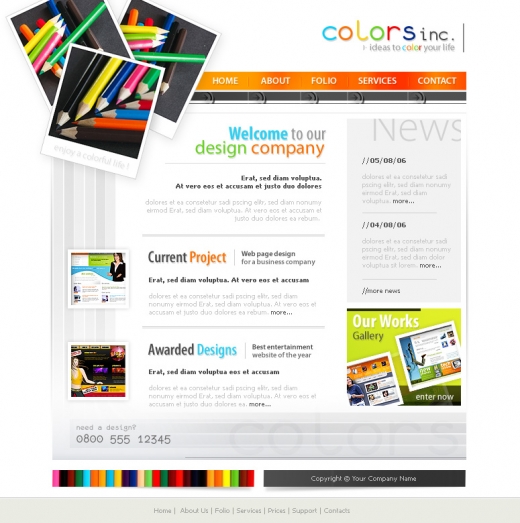 colors inc.
ideas to color your life
HOME ABOUT FOLIO SERVICES CONTACT
enjoy a colorful life !
Welcome to our
design company
Erat, sed diam voluptua.
At vero eos et accusam et justo duo dolores
dolores et ea consetetur sadi pscing elitr, sed diam nonumy
eirmod Erat, sed diam voluptua. At vero eos et accusam et
justo duo dolores ea rebum.
Current Project
Web page design
for a business company
Erat, sed diam voluptua. At vero eos et accusam
dolores et ea consetetur sadi pscing elitr, sed diam
nonumy eirmod Erat, sed diam voluptua. At vero
accusam et justo duo dolores ea rebum. more...
Awarded Designs
Best entertainment
website of the year
Erat, sed diam voluptua eos et accusam
dolores et ea consetetur sadi pscing elitr, sed diam
nonumy eirmod Erat, sed diam voluptua. At vero
accusam et justo duo dolores ea rebum. more...
News
//05/08/06
dolores et ea consetetur sadi
pscing elitr, sed diam nonumy
eirmod Erat, sed diam
voluptua. more...
//04/08/06
dolores et ea consetetur sadi
pscing elitr, sed diam nonumy
eirmod Erat, sed diam dolor
voluptua sit lorem. more...
//more news
Our Works
Gallery
enter now
need a design?
0800 555 12345
colors
Copyright © Your Company Name
Home | About Us | Folio | Services | Prices | Support | Contacts